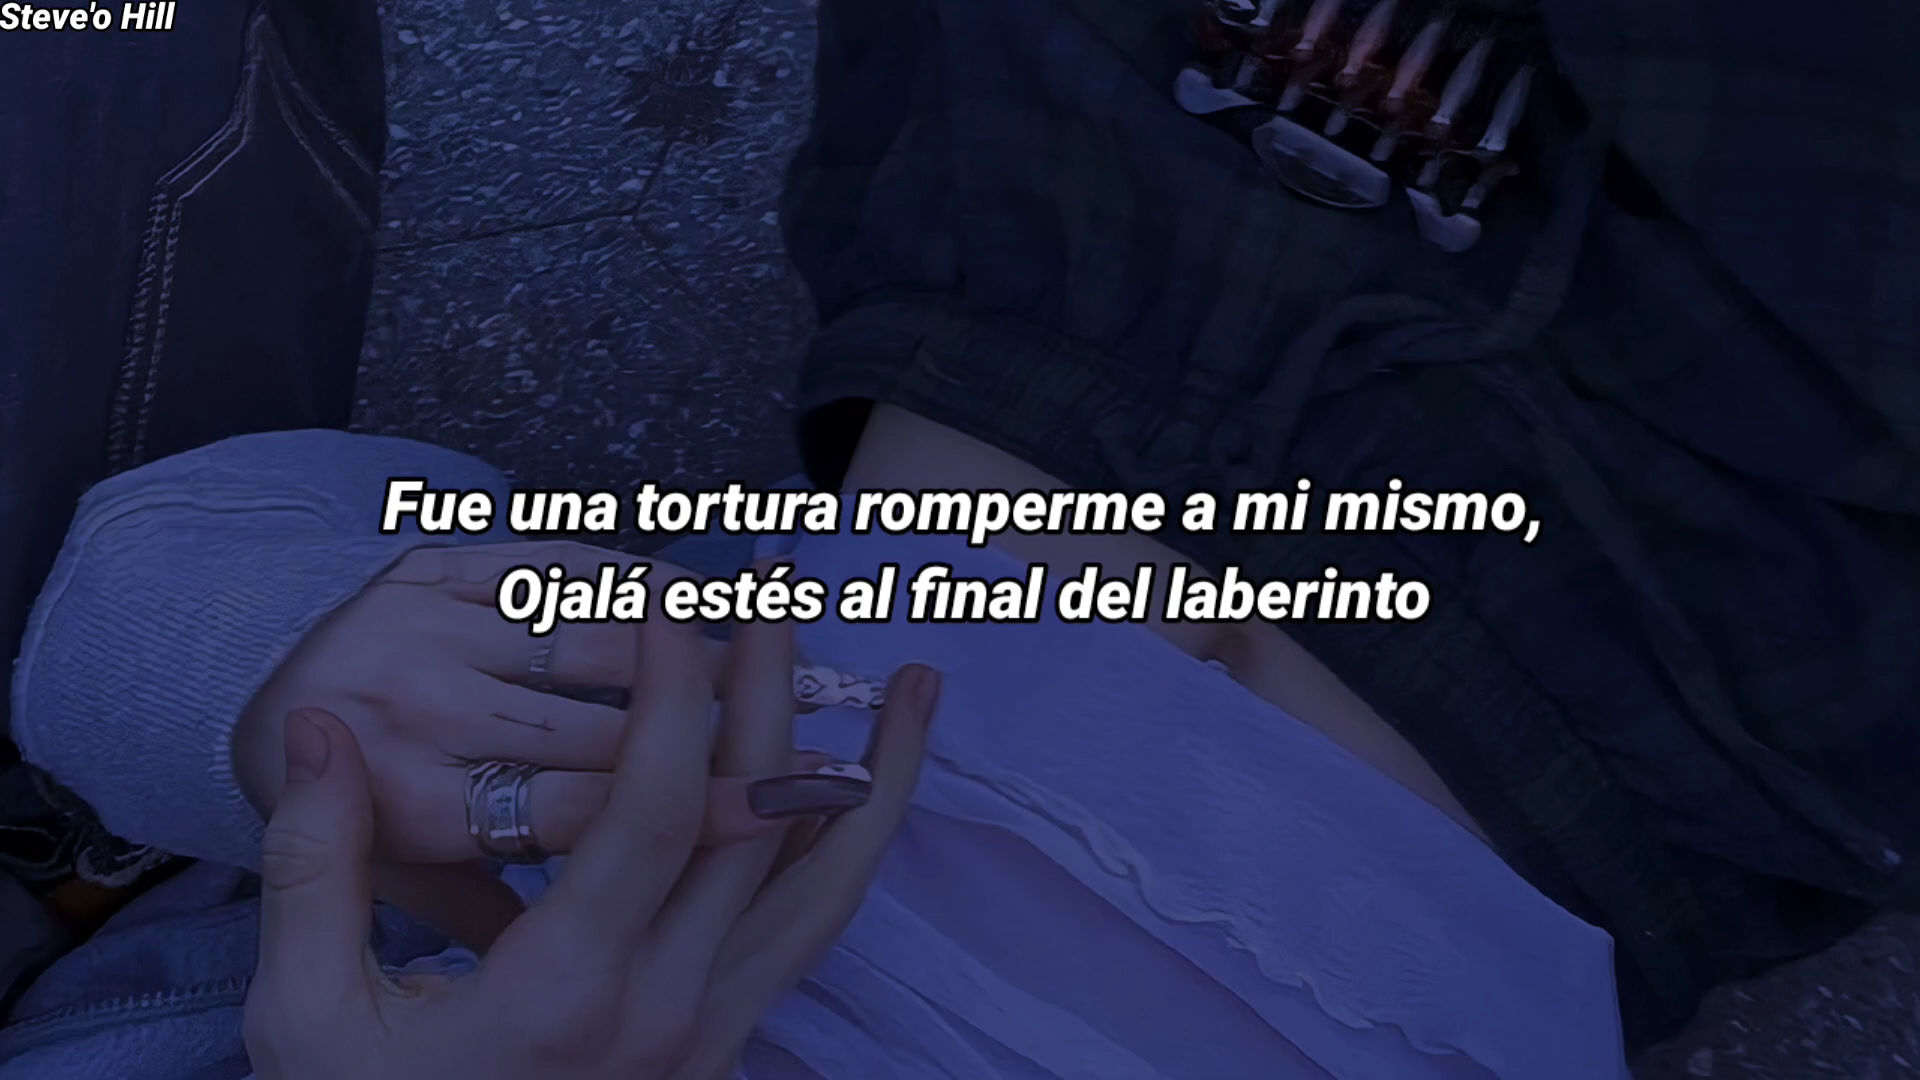 Steve'o Hill
Fue una tortura romperme a mi mismo,
Ojalá estés al final del laberinto